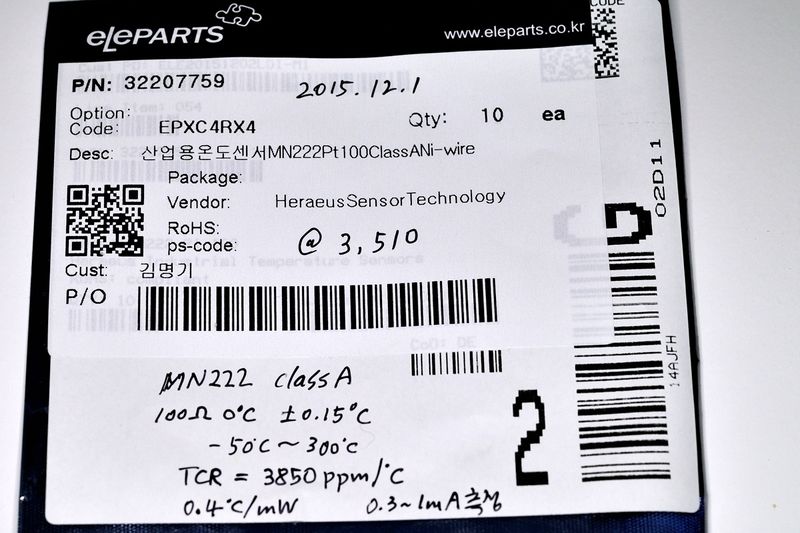 eLePARTS
www.eleparts.co.kr
CODE
P/N: 32207759
2015.12.1
Option:
Code: EPXC4RX4
Qty: 10 ea
Desc: 산업용온도센서MN222Pt100ClassANi-wire
Package:
Vendor: HeraeusSensorTechnology
RoHS:
ps-code:
@ 3,510
Cust: 김명기
P/O
02D11
D
CoO: DE
14AJFH
2
MN222 class A
100Ω 0°C ±0.15°C
-50°C ~ 300°C
TCR = 3850 ppm/°C
0.4°C/mW 0.3~1mA 측정